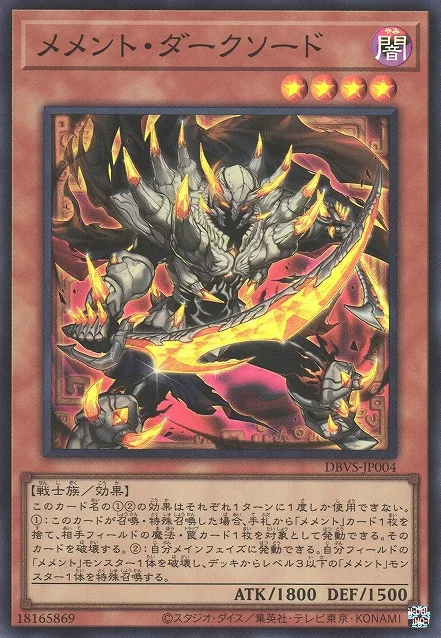 メメント・ダークソード
闇
DBVS-JP004
【戦士族／効果】
このカード名の①②の効果はそれぞれ１ターンに１度しか使用できない。
①：このカードが召喚・特殊召喚した場合、手札から「メメント」カード１枚を
捨て、相手フィールドの魔法・罠カード１枚を対象として発動できる。その
カードを破壊する。②：自分メインフェイズに発動できる。自分フィールド
の「メメント」モンスター１体を破壊し、デッキからレベル３以下の「メメント」モン
スター１体を特殊召喚する。
ATK/1800 DEF/1500
18165869
©スタジオ・ダイス／集英社・テレビ東京・KONAMI